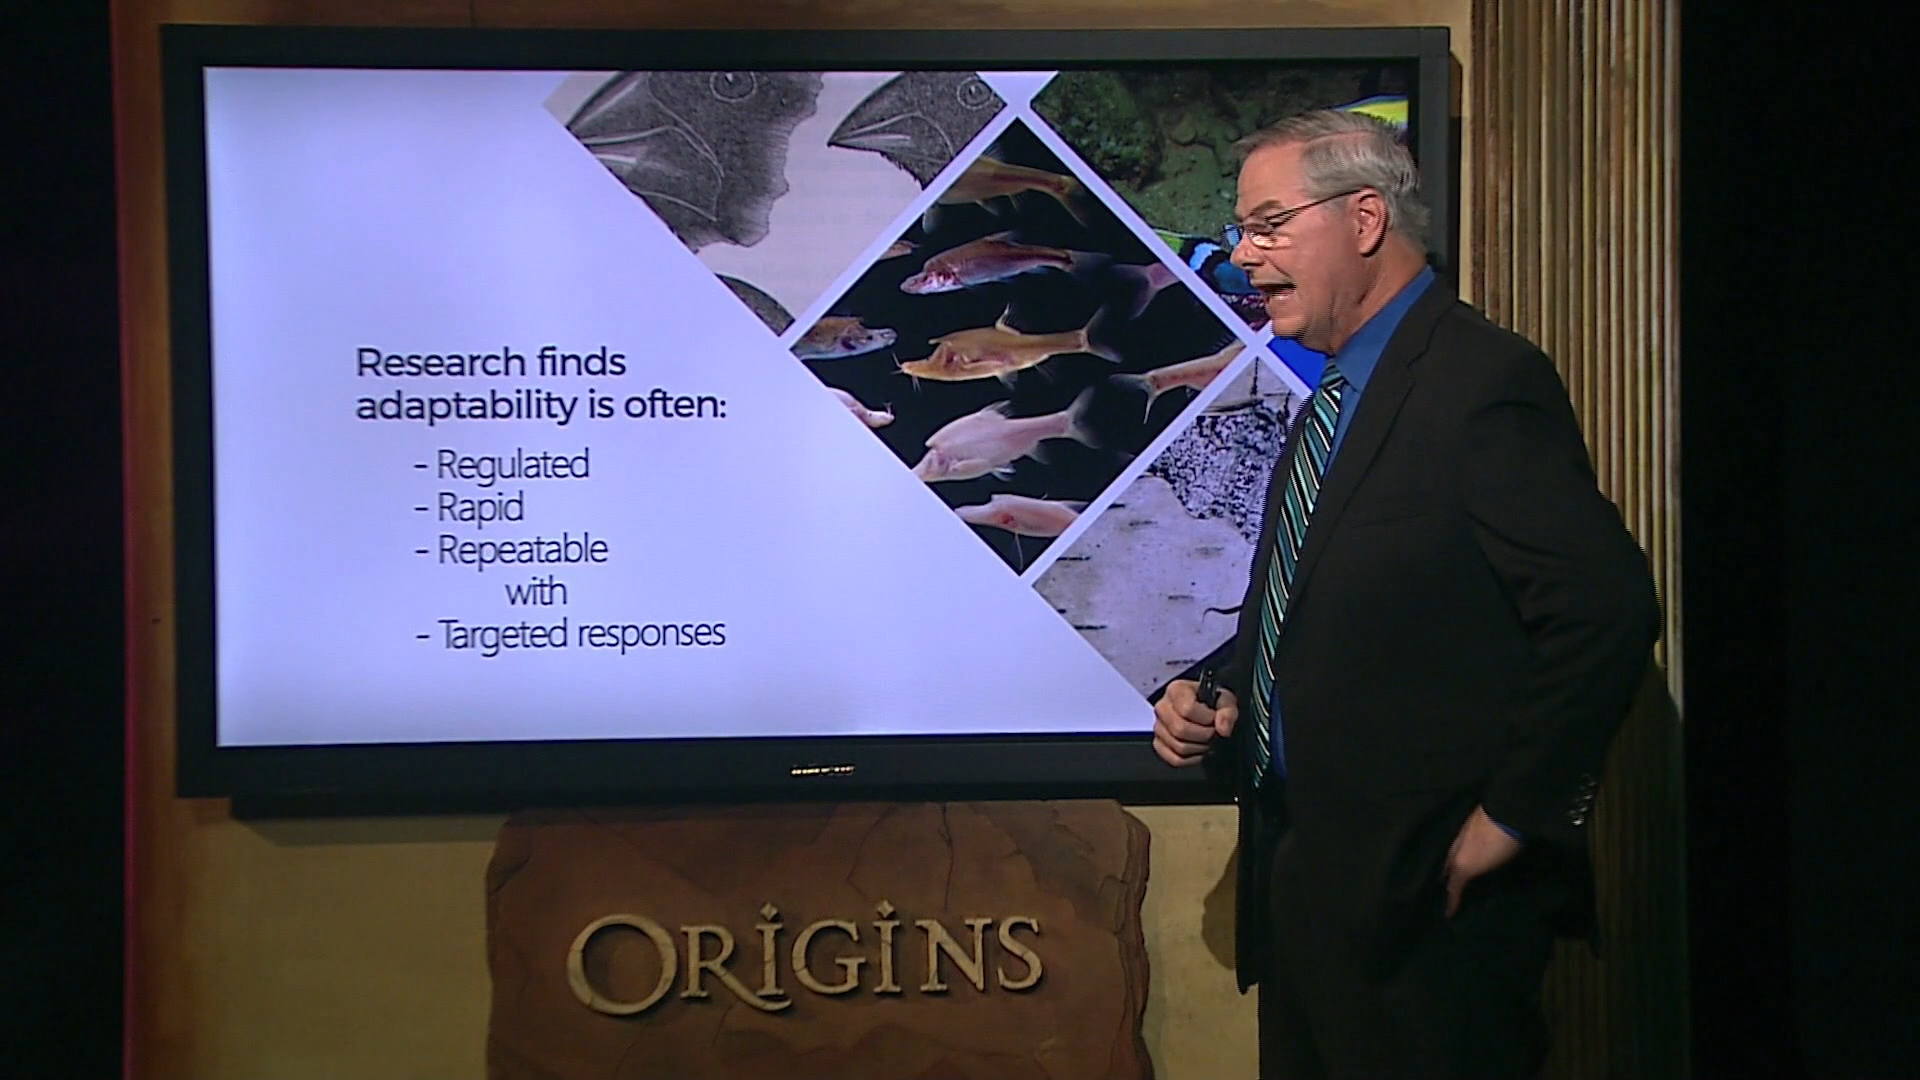 Research finds
adaptability is often:
- Regulated
- Rapid
- Repeatable
with
- Targeted responses
ORIGINS